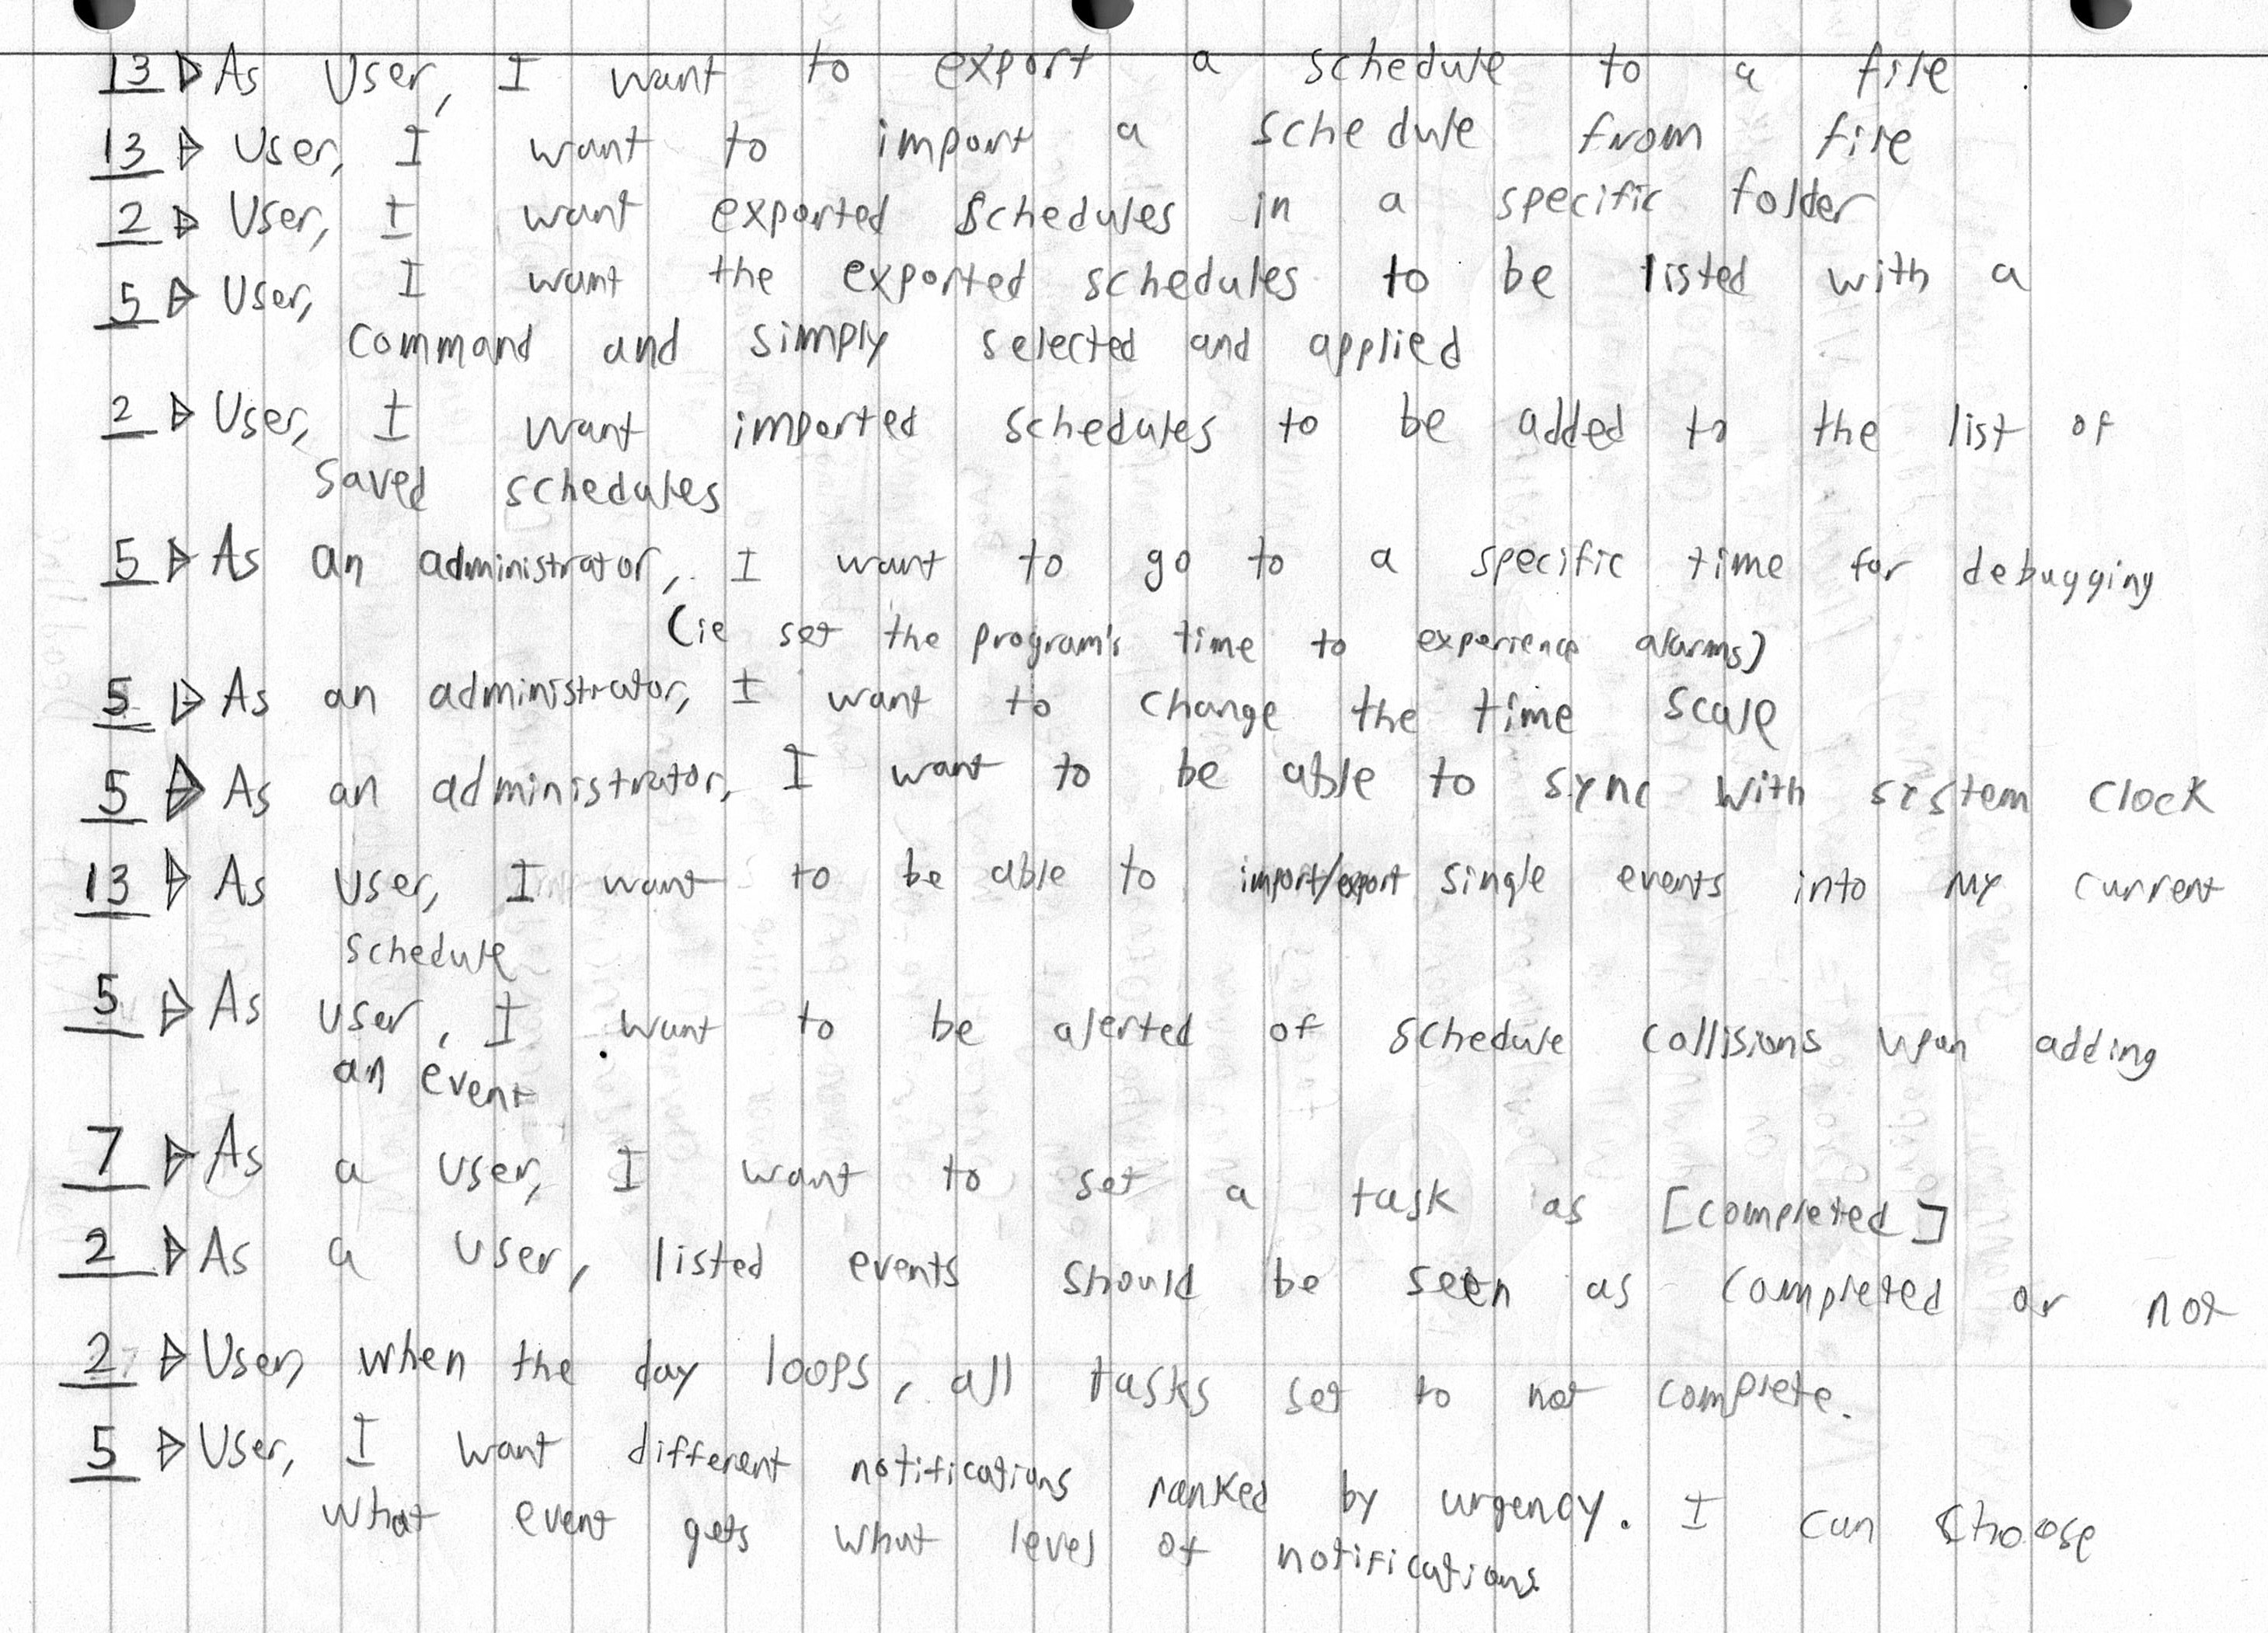 13 ▷ As User, I want to export a schedule to a file.
13 ▷ User, I want to import a schedule from file
2 ▷ User, I want exported schedules in a specific folder
5 ▷ User, I want the exported schedules to be listed with a
command and simply selected and applied
2 ▷ User, I want imported schedules to be added to the list of
saved schedules
5 ▷ As an administrator, I want to go to a specific time for debugging
(ie set the program's time to experience alarms)
5 ▷ As an administrator, I want to change the time scale
5 ▷ As an administrator, I want to be able to sync with system clock
13 ▷ As user, I want to be able to import/export single events into my current
schedule
5 ▷ As user, I want to be alerted of schedule collisions upon adding
an event
7 ▷ As a user, I want to set a task as [completed]
2 ▷ As a user, listed events should be seen as completed or not
2 ▷ User, when the day loops, all tasks set to not complete.
5 ▷ User, I want different notifications ranked by urgency. I can choose
what event gets what level of notifications